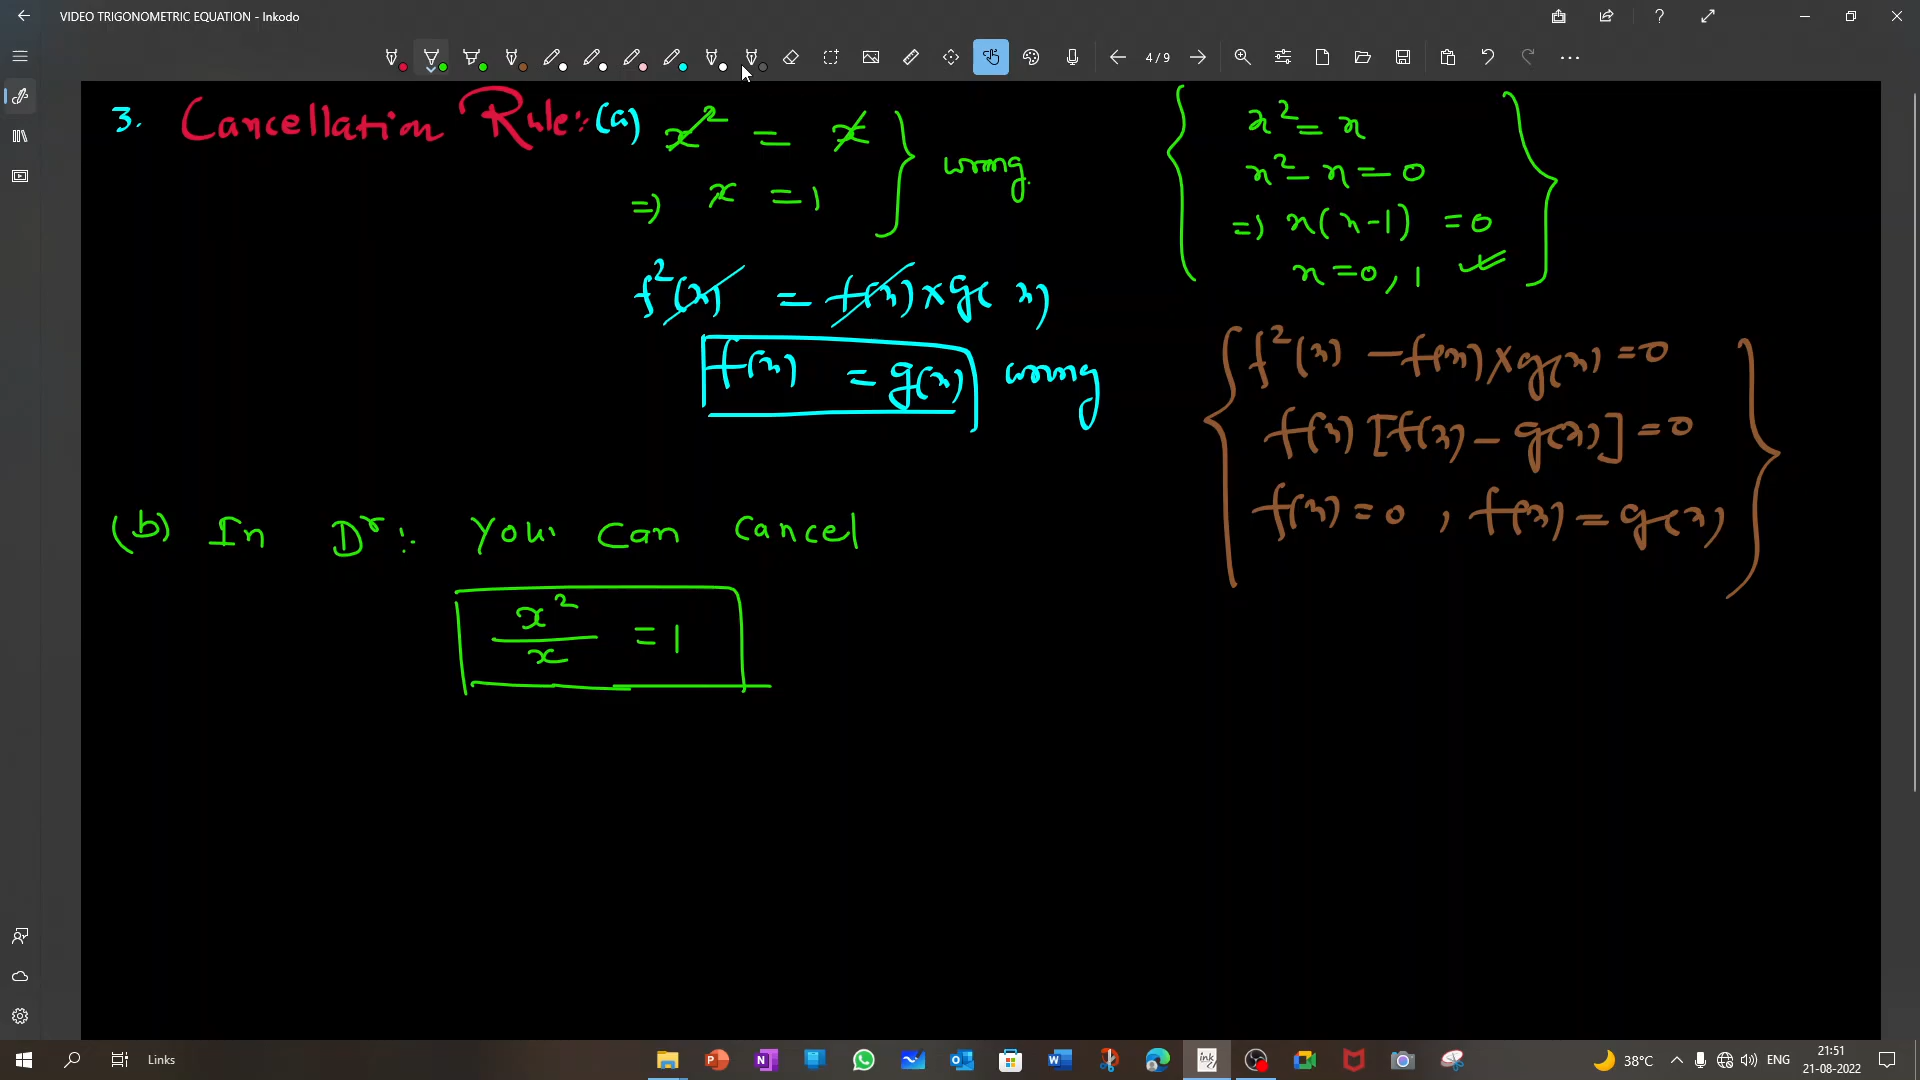 VIDEO TRIGONOMETRIC EQUATION - Inkodo
4 / 9
3. Cancellation Rule:- (a) x² = x
⇒ x = 1
wrong.
x² = x
x² - x = 0
⇒ x(x-1) = 0
x = 0, 1 ✓
f²(x) = f(x) × g(x)
f(x) = g(x) wrong
f²(x) - f(x) × g(x) = 0
f(x) [f(x) - g(x)] = 0
f(x) = 0 , f(x) = g(x)
(b) In Dʳ :- You can cancel
x²/x = 1
Links
38°C
ENG
21:51
21-08-2022